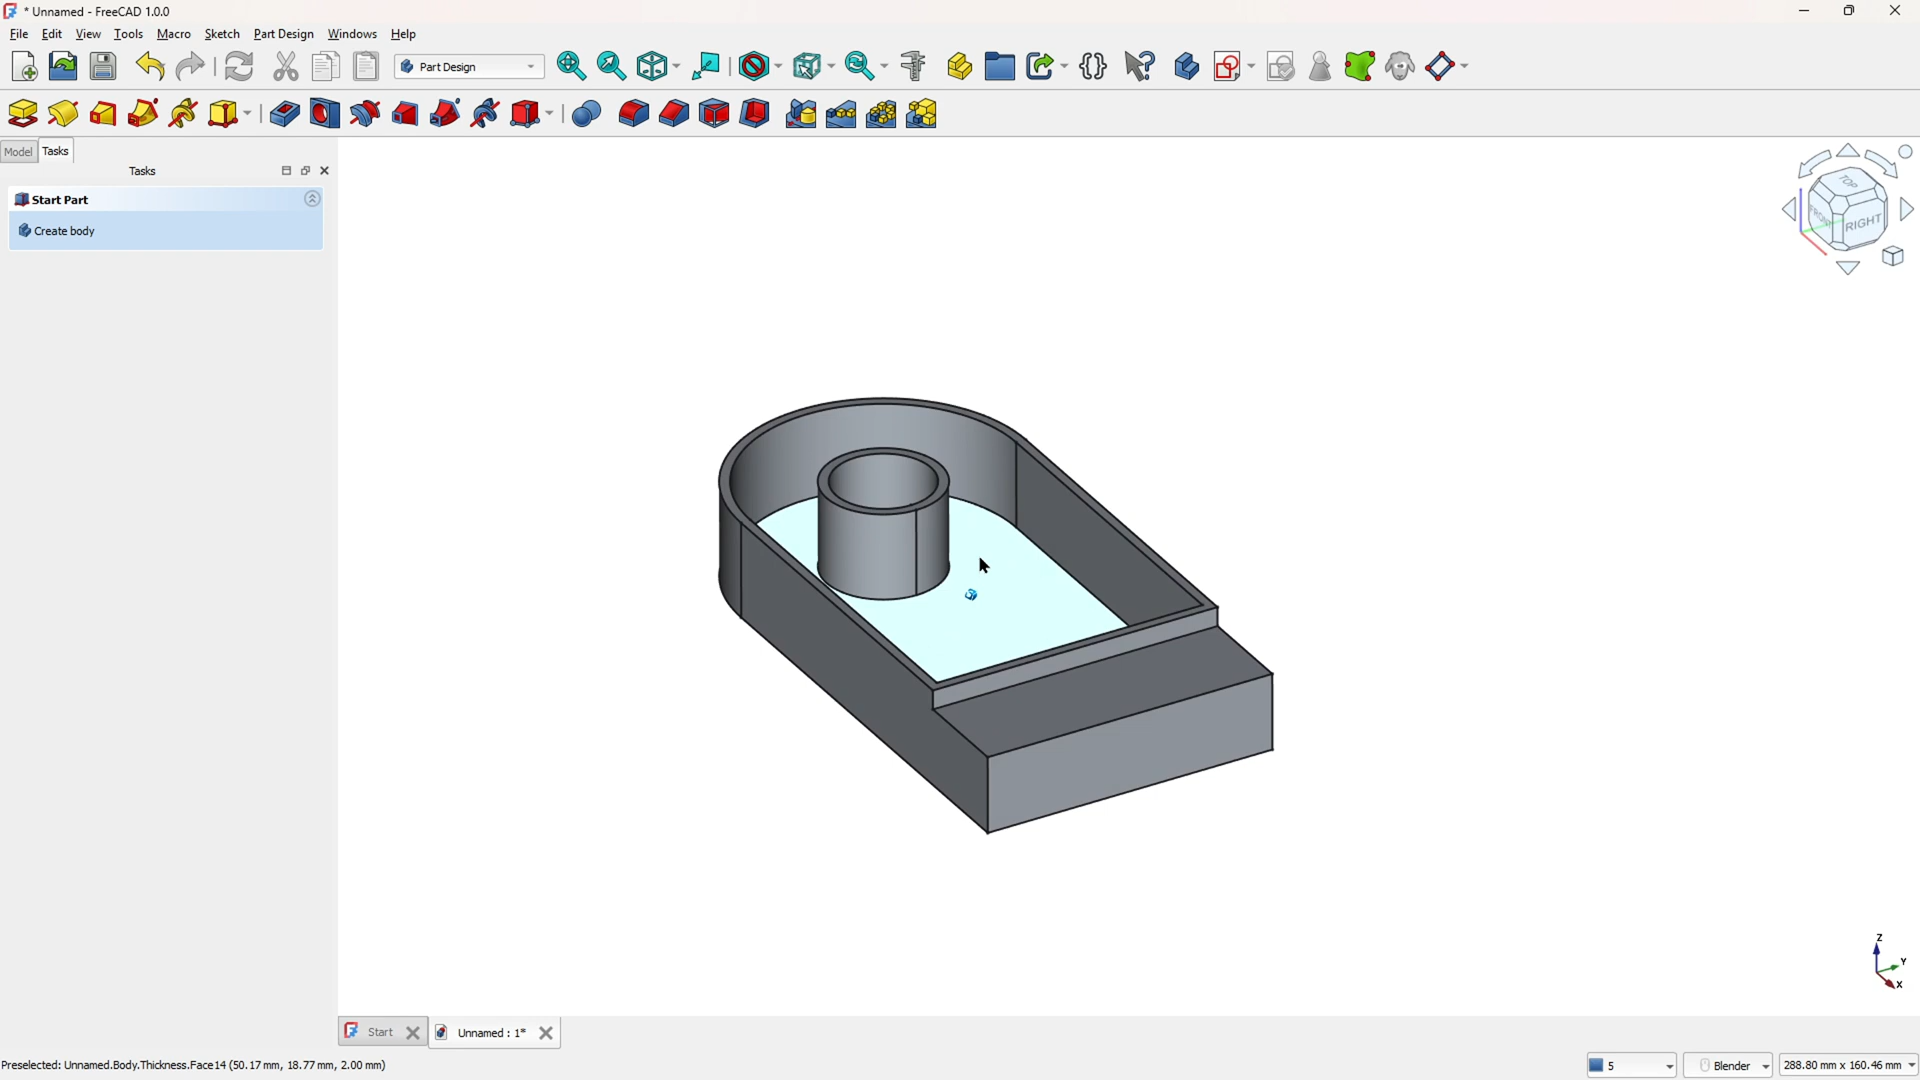 * Unnamed - FreeCAD 1.0.0
File Edit View Tools Macro Sketch Part Design Windows Help
Part Design
Model Tasks
Tasks
Start Part
Create body
TOP
FRONT
RIGHT
Z
Y
X
Start
Unnamed : 1*
Preselected: Unnamed.Body.Thickness.Face14 (50.17 mm, 18.77 mm, 2.00 mm)
5
Blender
288.80 mm x 160.46 mm